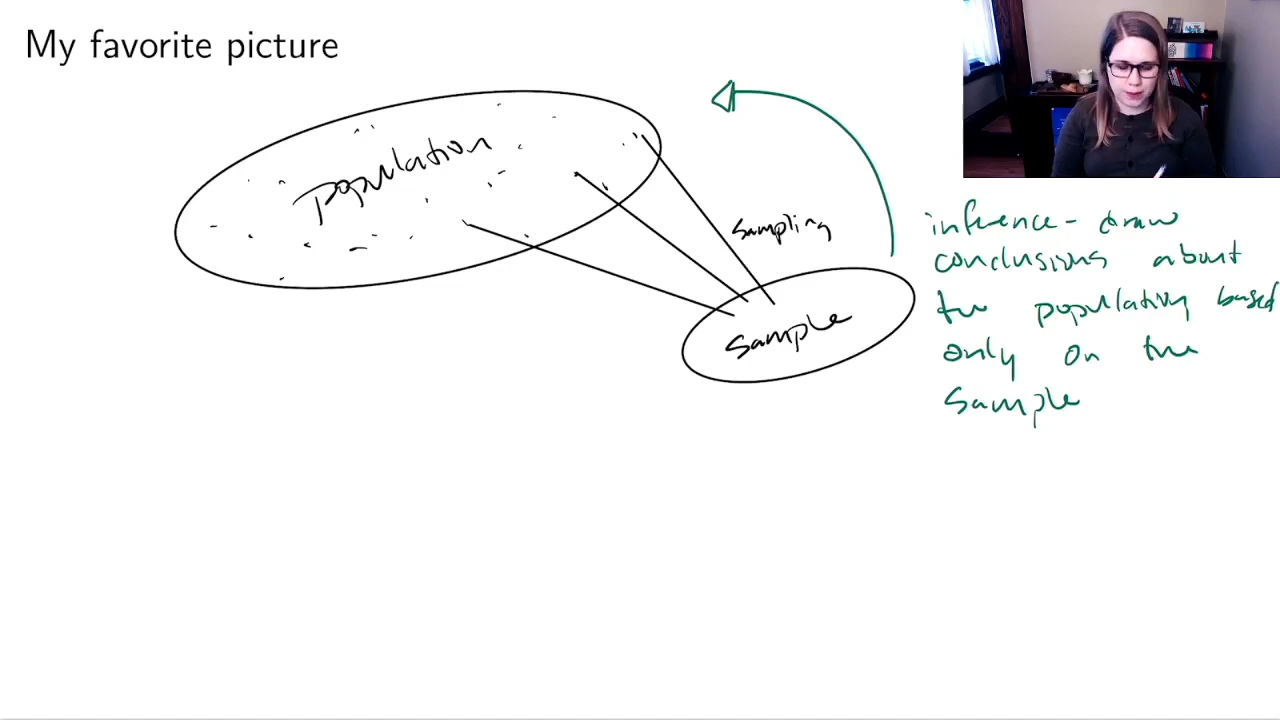 My favorite picture
Population
Sampling
Sample
inference - draw
conclusions about
the population based
only on the
sample